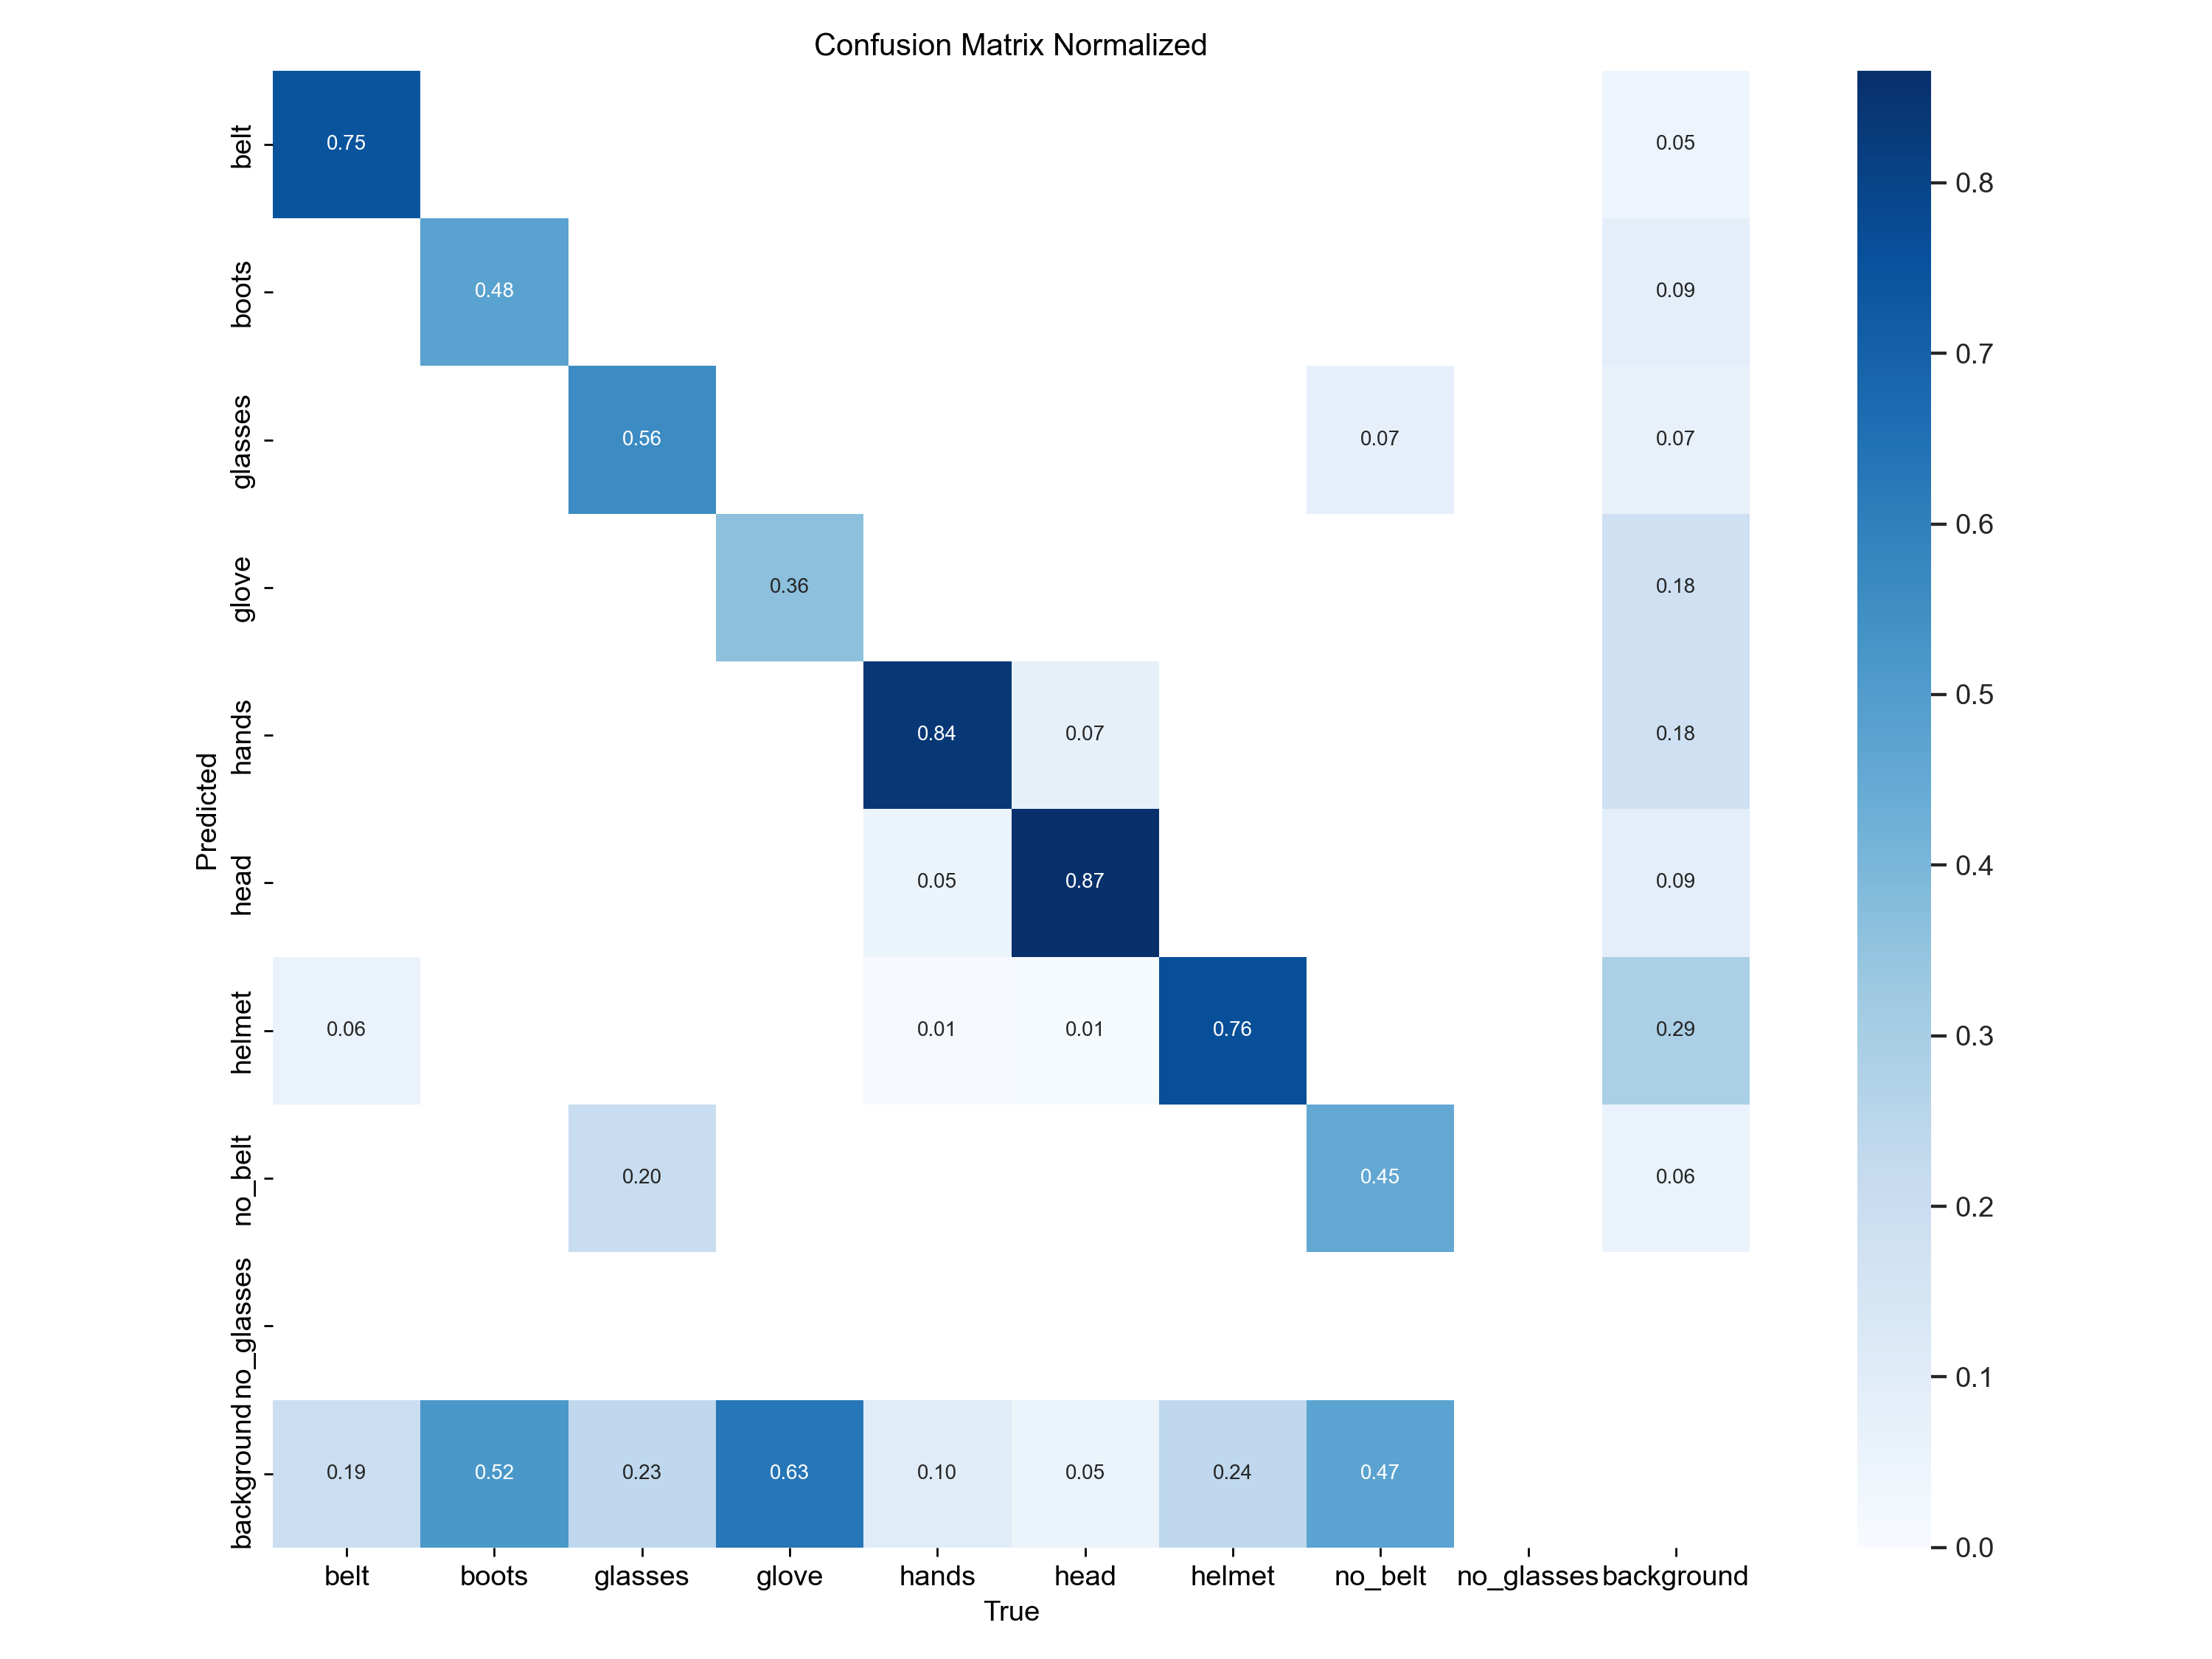 Confusion Matrix Normalized
belt
0.75
0.05
boots
0.48
0.09
glasses
0.56
0.07
0.07
glove
0.36
0.18
hands
0.84
0.07
0.18
head
0.05
0.87
0.09
helmet
0.06
0.01
0.01
0.76
0.29
no_belt
0.20
0.45
0.06
no_glasses
background
0.19
0.52
0.23
0.63
0.10
0.05
0.24
0.47
Predicted
belt
boots
glasses
glove
hands
head
helmet
no_belt
no_glasses
background
True
0.8
0.7
0.6
0.5
0.4
0.3
0.2
0.1
0.0